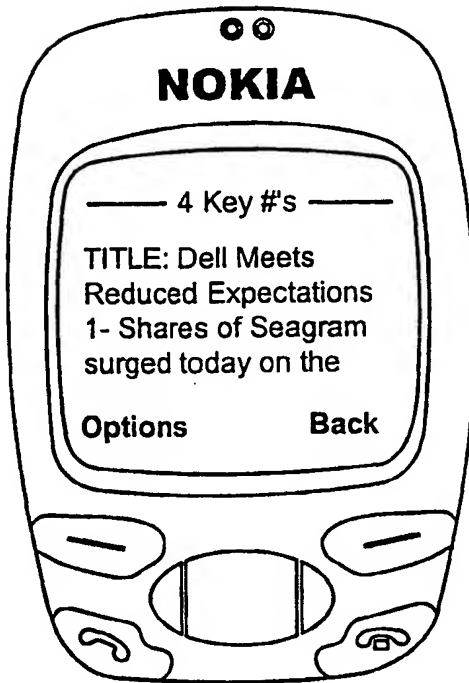 NOKIA
4 Key #'s
TITLE: Dell Meets
Reduced Expectations
1- Shares of Seagram
surged today on the
Options Back